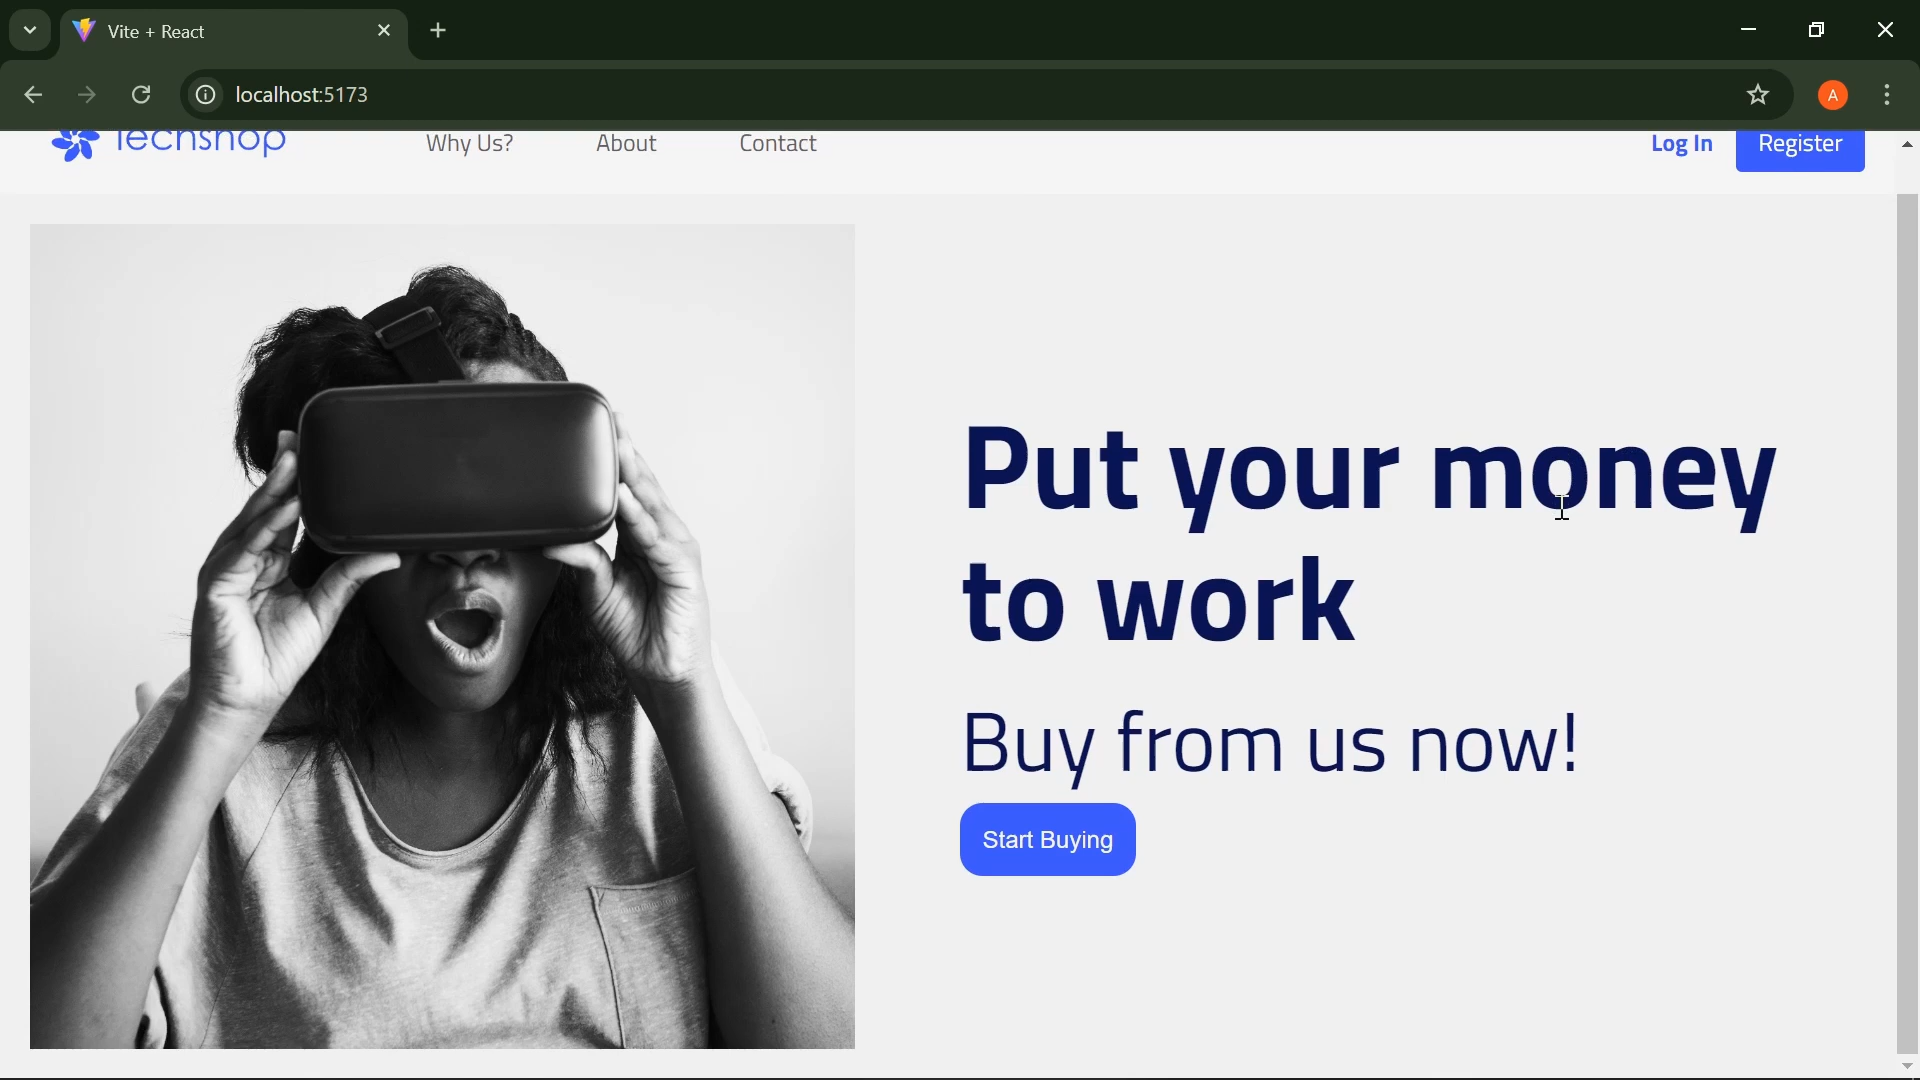 Vite + React
localhost:5173
A
Techshop
Why Us?
About
Contact
Log In
Register
Put your money
to work
Buy from us now!
Start Buying